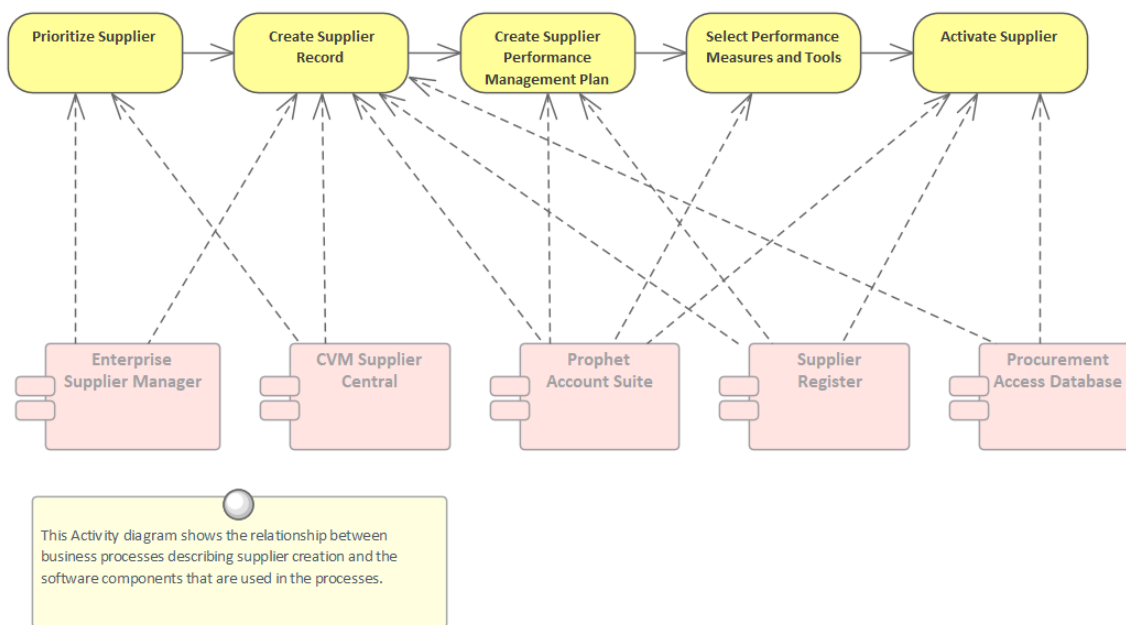 Prioritize Supplier
Create Supplier
Record
Create Supplier
Performance
Management Plan
Select Performance
Measures and Tools
Activate Supplier
Enterprise
Supplier Manager
CVM Supplier
Central
Prophet
Account Suite
Supplier
Register
Procurement
Access Database
This Activity diagram shows the relationship between
business processes describing supplier creation and the
software components that are used in the processes.